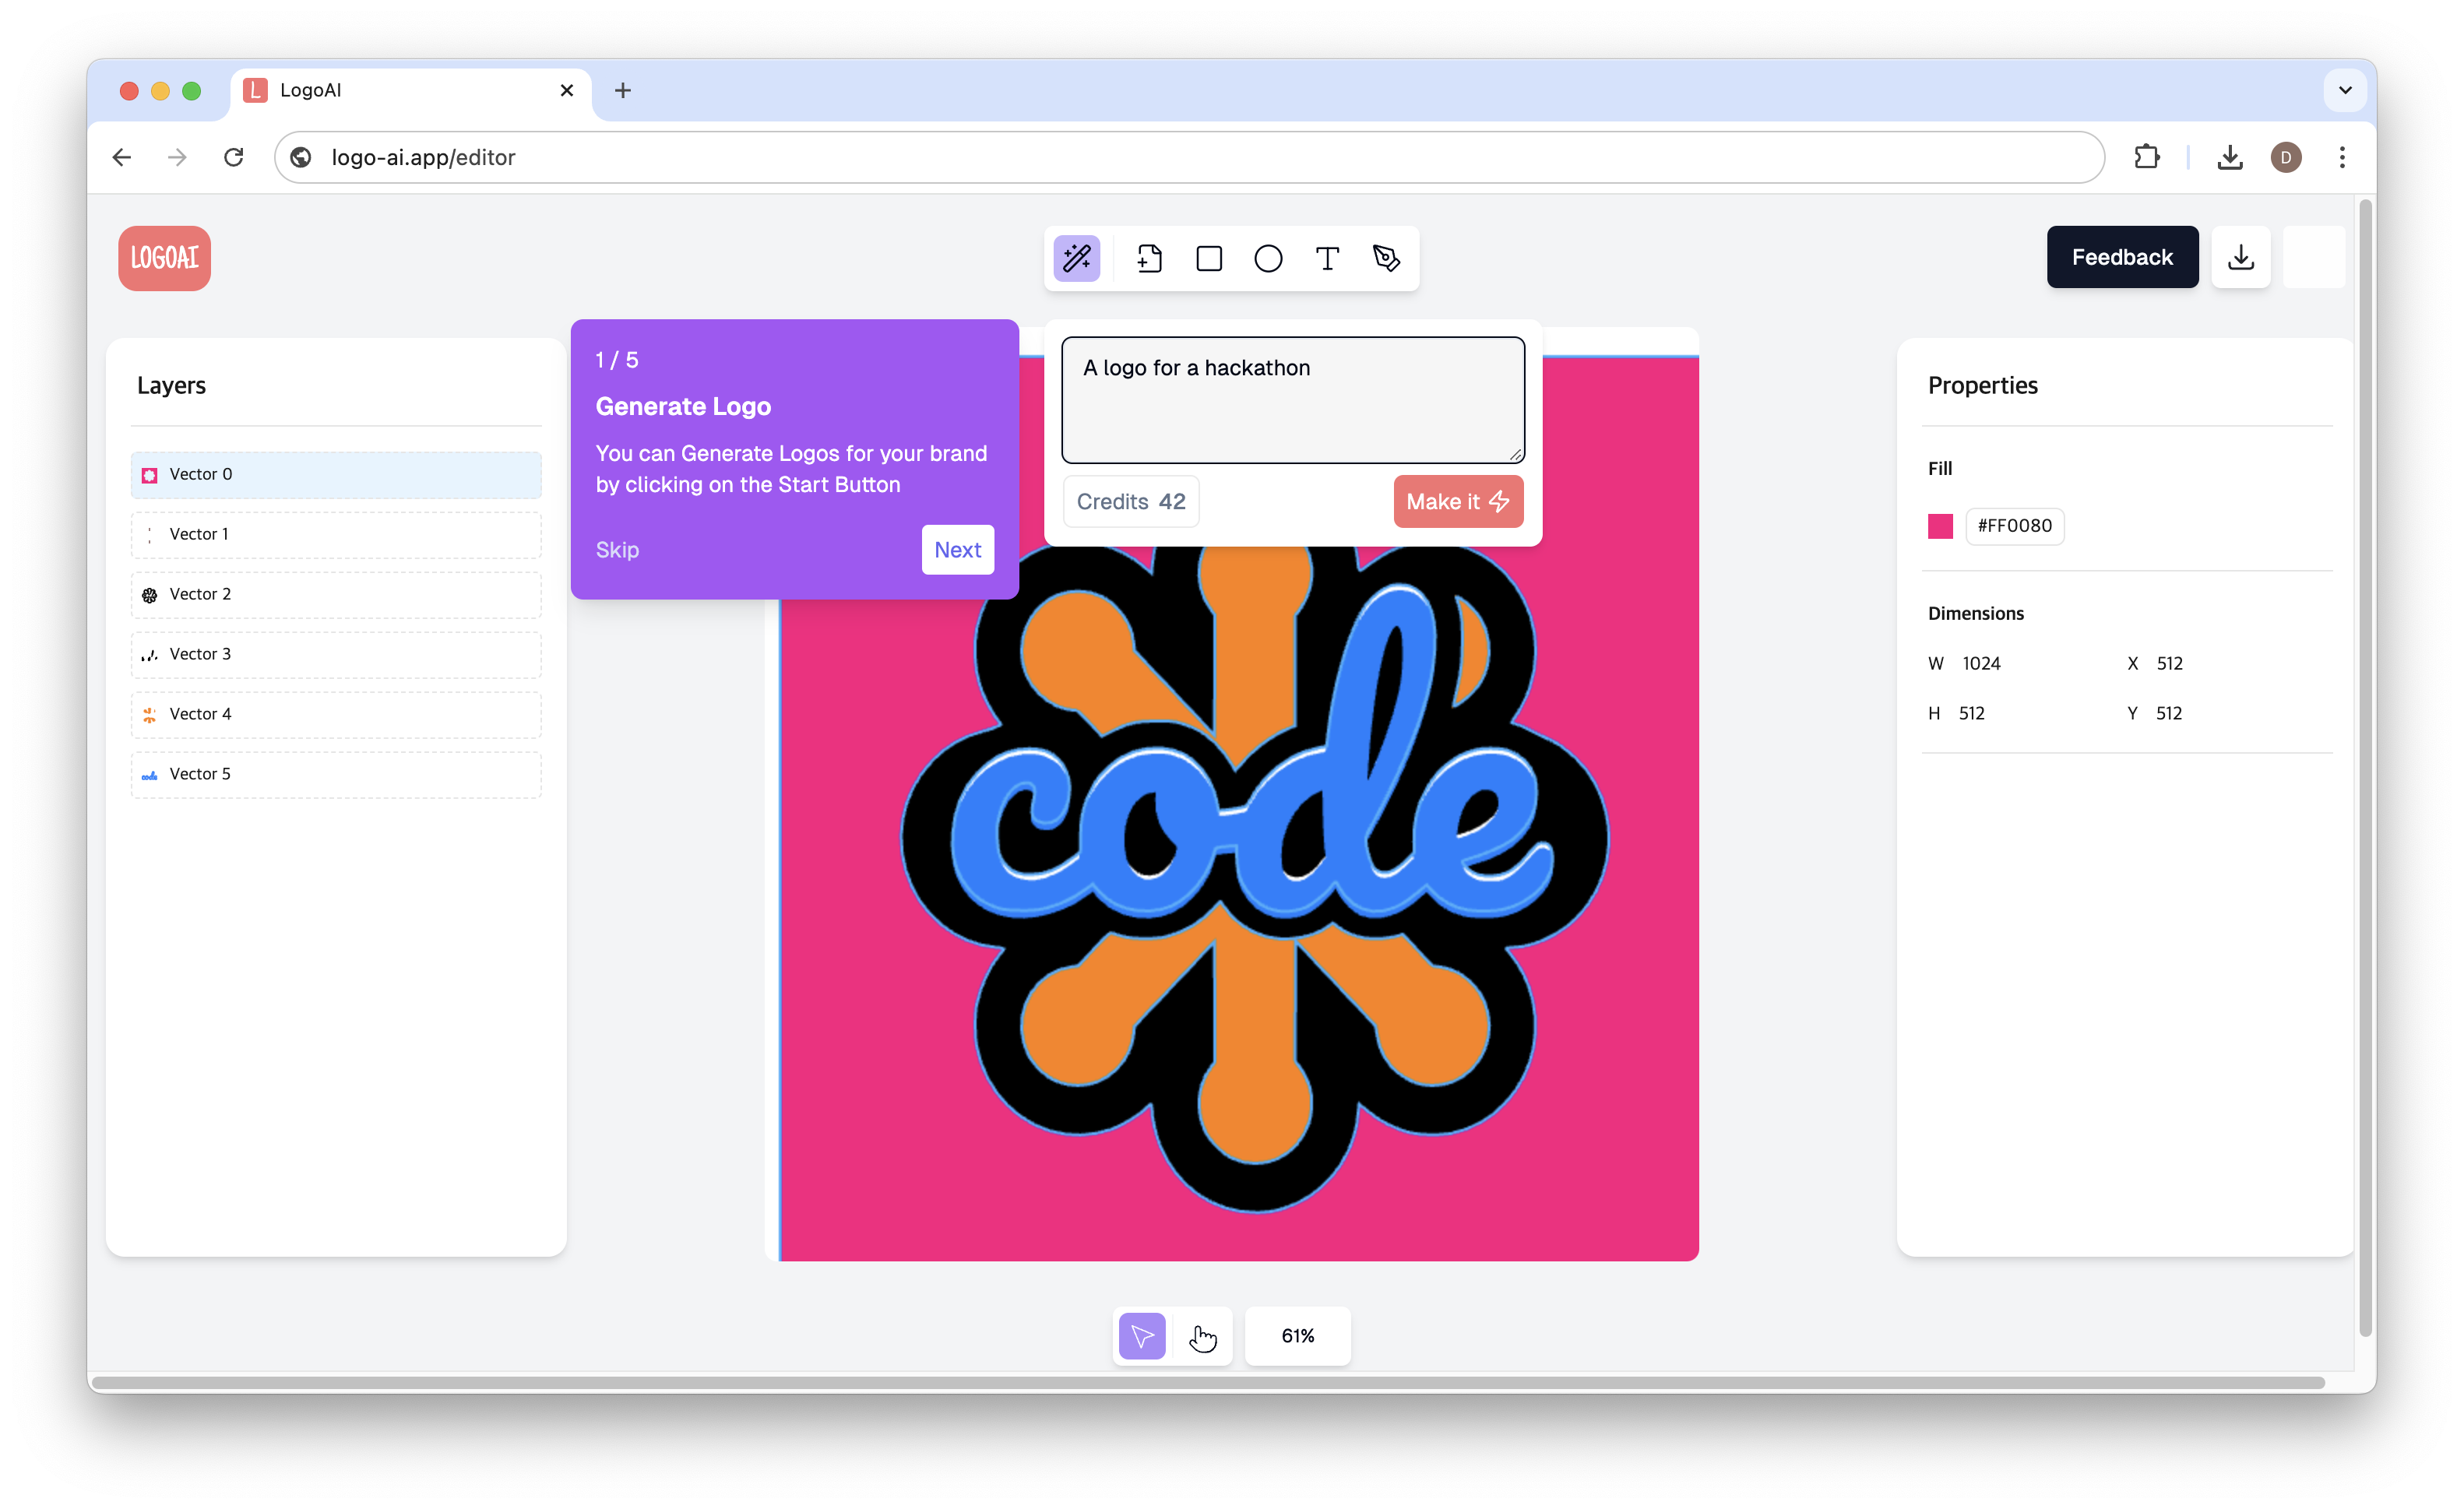 L LogoAI
logo-ai.app/editor
D
LOGOAI
Feedback
Layers
Vector 0
Vector 1
Vector 2
Vector 3
Vector 4
Vector 5
1 / 5
Generate Logo
You can Generate Logos for your brand
by clicking on the Start Button
Skip Next
A logo for a hackathon
Credits 42 Make it
code
Properties
Fill
#FF0080
Dimensions
W 1024 X 512
H 512 Y 512
61%